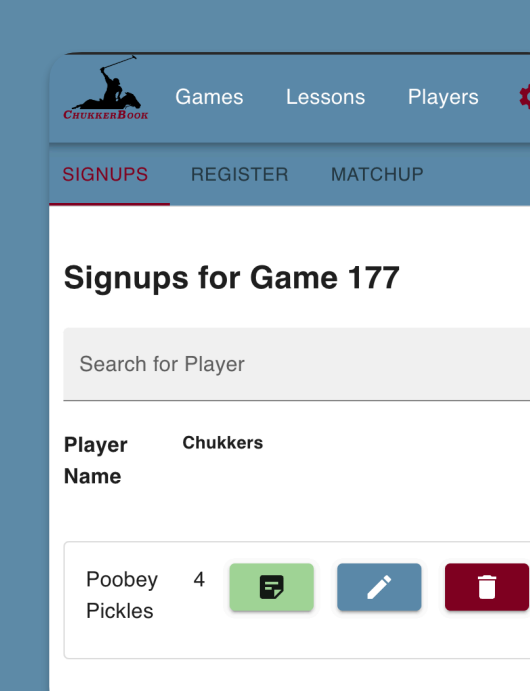 CHUKKERBOOK
Games Lessons Players
SIGNUPS REGISTER MATCHUP
Signups for Game 177
Search for Player
Player Chukkers
Name
Poobey 4
Pickles